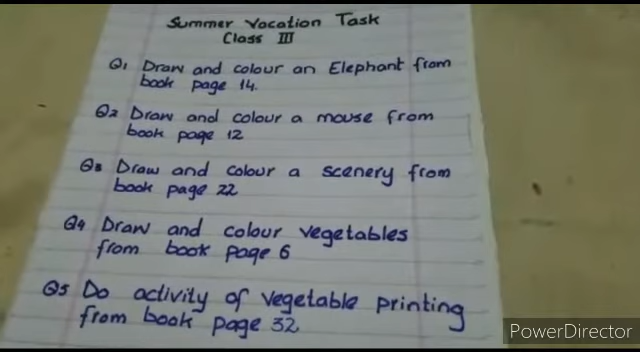 Summer Vacation Task
Class III
Q1 Draw and colour an Elephant from
book page 14.
Q2 Draw and colour a mouse from
book page 12
Q3 Draw and colour a scenery from
book page 22
Q4 Draw and colour vegetables
from book page 6
Q5 Do activity of vegetable printing
from book page 32
PowerDirector